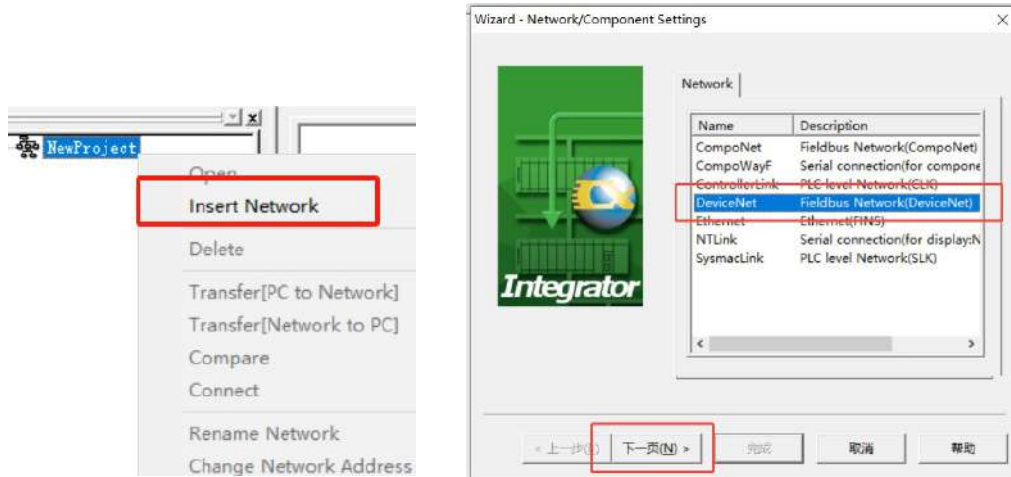 NewProject
Open
Insert Network
Delete
Transfer[PC to Network]
Transfer[Network to PC]
Compare
Connect
Rename Network
Change Network Address
Wizard - Network/Component Settings
Network
Name Description
CompoNet Fieldbus Network(CompoNet)
CompoWayF Serial connection(for compone
ControllerLink PLC level Network(CLK)
DeviceNet Fieldbus Network(DeviceNet)
Ethernet Ethernet(FINS)
NTLink Serial connection(for display:N
SysmacLink PLC level Network(SLK)
Integrator
< 上一步(B) 下一页(N) > 完成 取消 帮助